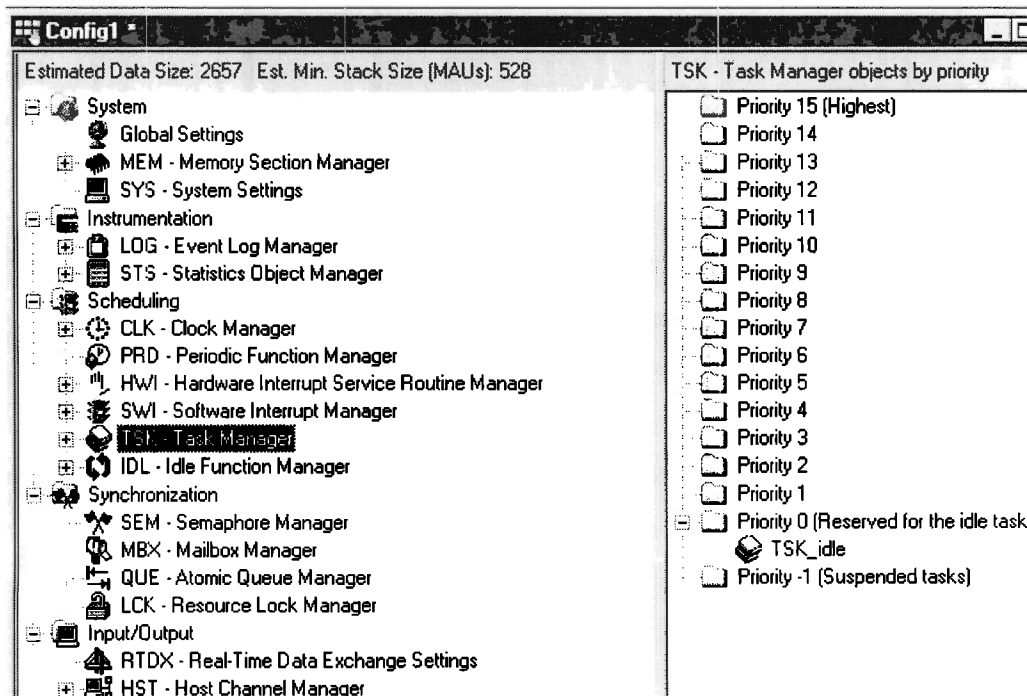 Config1 *
Estimated Data Size: 2657 Est. Min. Stack Size (MAUs): 528
System
Global Settings
MEM - Memory Section Manager
SYS - System Settings
Instrumentation
LOG - Event Log Manager
STS - Statistics Object Manager
Scheduling
CLK - Clock Manager
PRD - Periodic Function Manager
HWI - Hardware Interrupt Service Routine Manager
SWI - Software Interrupt Manager
TSK - Task Manager
IDL - Idle Function Manager
Synchronization
SEM - Semaphore Manager
MBX - Mailbox Manager
QUE - Atomic Queue Manager
LCK - Resource Lock Manager
Input/Output
RTDX - Real-Time Data Exchange Settings
HST - Host Channel Manager
TSK - Task Manager objects by priority
Priority 15 (Highest)
Priority 14
Priority 13
Priority 12
Priority 11
Priority 10
Priority 9
Priority 8
Priority 7
Priority 6
Priority 5
Priority 4
Priority 3
Priority 2
Priority 1
Priority 0 (Reserved for the idle task
TSK_idle
Priority -1 (Suspended tasks)